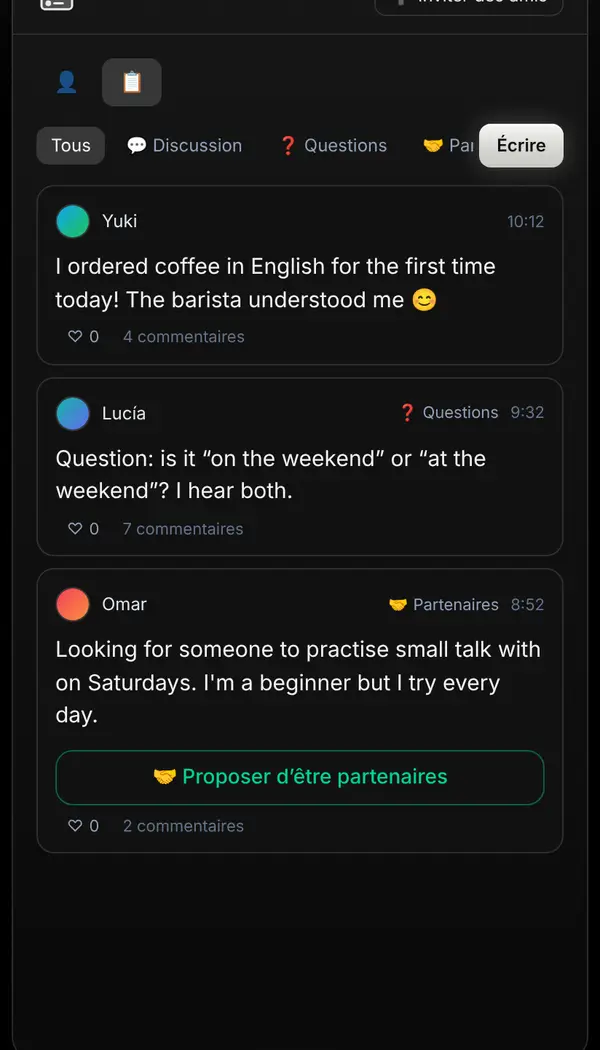 Inviter des amis
Tous
💬 Discussion
❓ Questions
🤝 Par
Écrire
Yuki
10:12
I ordered coffee in English for the first time
today! The barista understood me 😊
♡ 0
4 commentaires
Lucía
❓ Questions
9:32
Question: is it “on the weekend” or “at the
weekend”? I hear both.
♡ 0
7 commentaires
Omar
🤝 Partenaires
8:52
Looking for someone to practise small talk with
on Saturdays. I'm a beginner but I try every
day.
🤝 Proposer d’être partenaires
♡ 0
2 commentaires